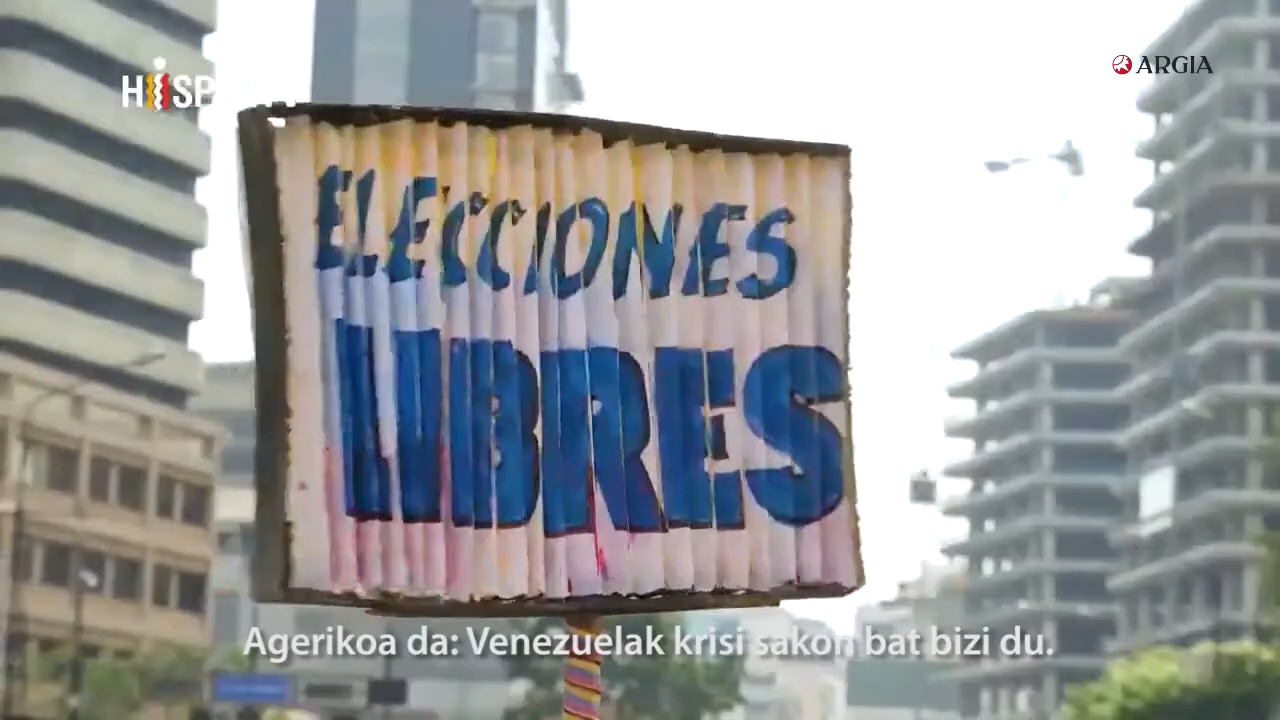 ARGIA
ELECCIONES
LIBRES
Agerikoa da: Venezuelak krisi sakon bat bizi du.